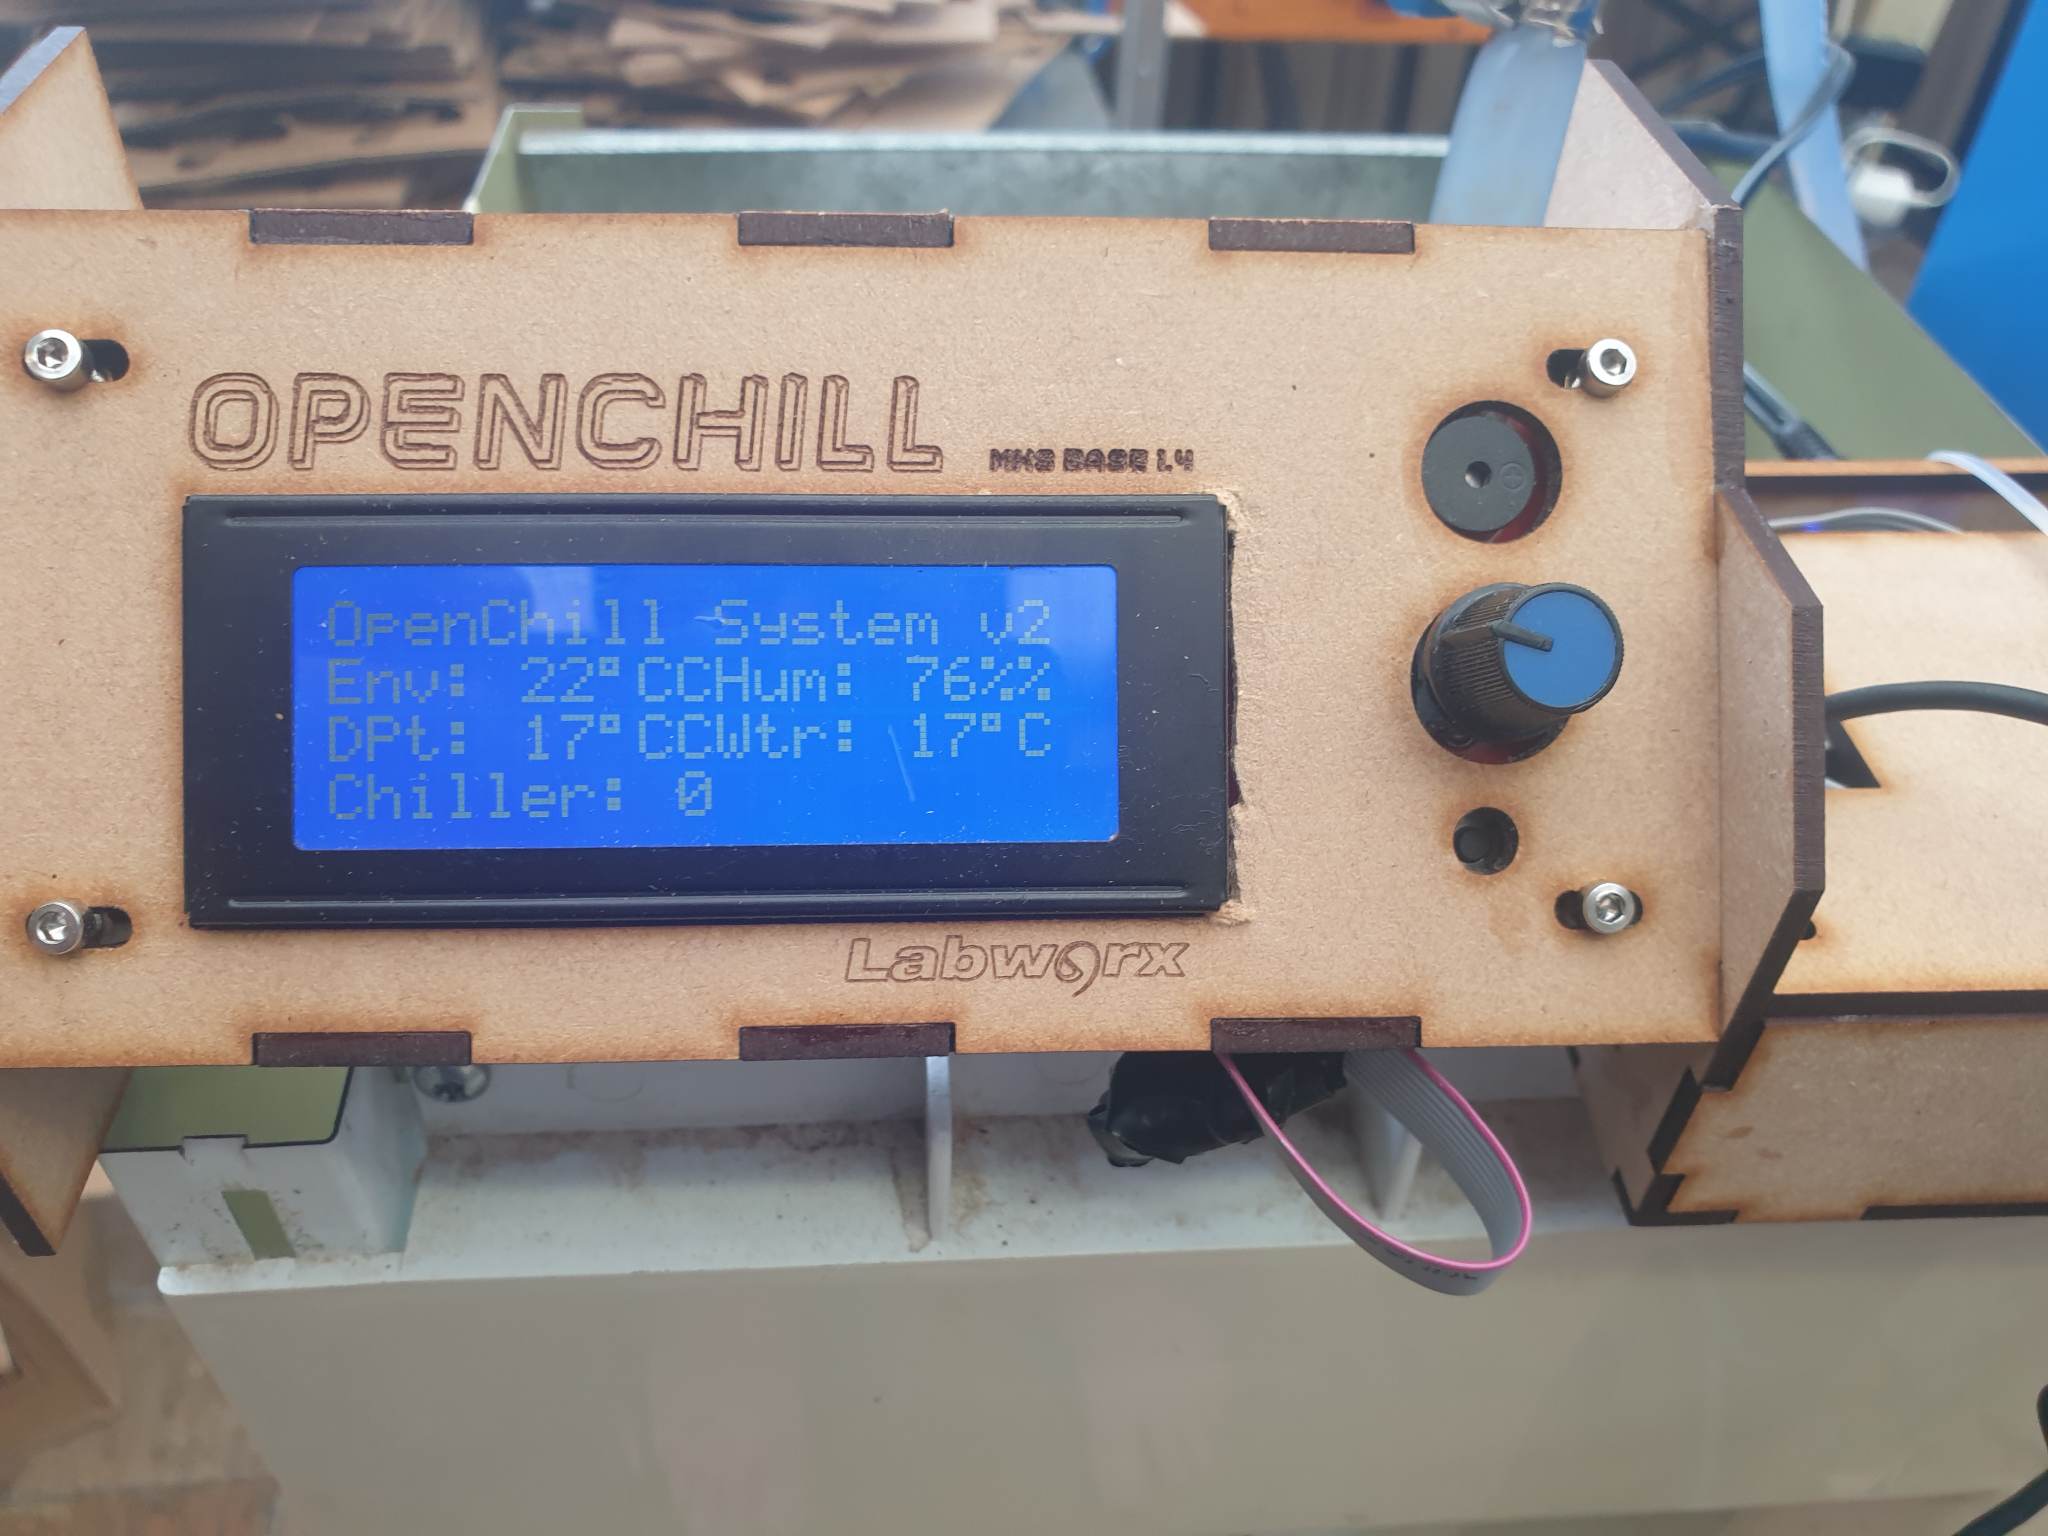 OPENCHILL
MKS BASE 1.4
OpenChill System v2
Env: 22°CCHum: 76%%
DPt: 17°CCWtr: 17°C
Chiller: 0
Labworx